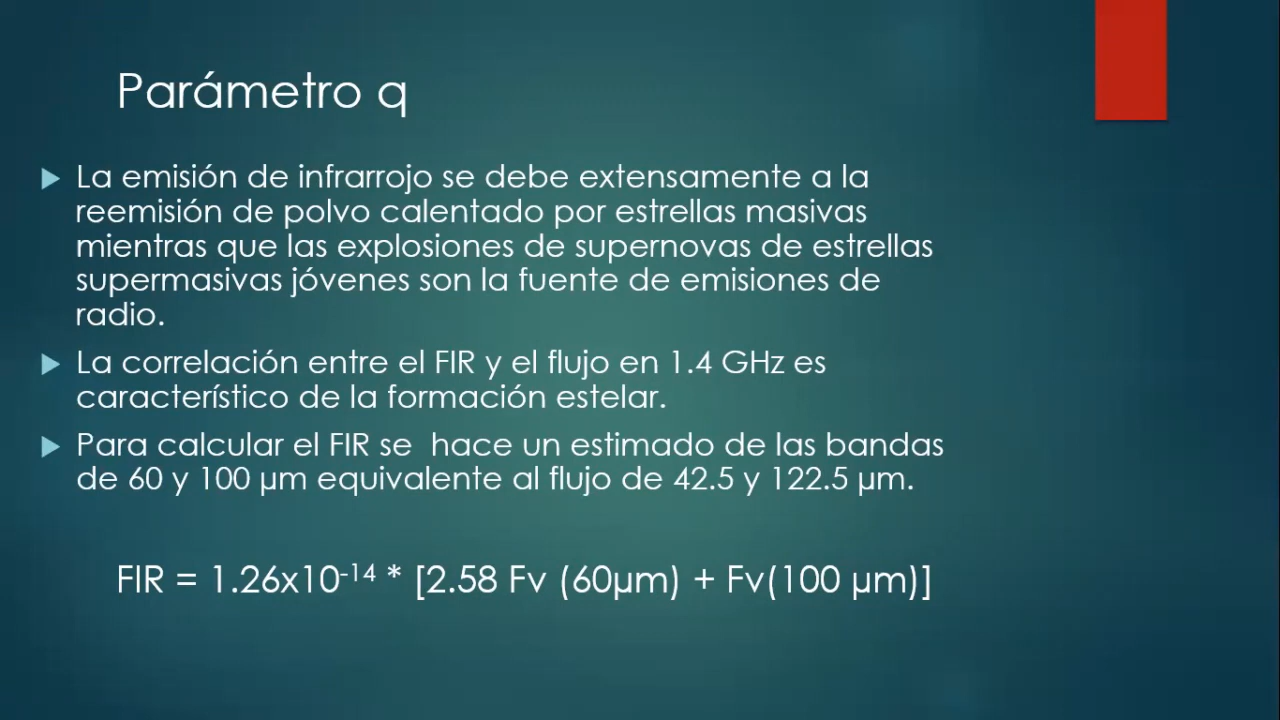 Parámetro q
La emisión de infrarrojo se debe extensamente a la
reemisión de polvo calentado por estrellas masivas
mientras que las explosiones de supernovas de estrellas
supermasivas jóvenes son la fuente de emisiones de
radio.
La correlación entre el FIR y el flujo en 1.4 GHz es
característico de la formación estelar.
Para calcular el FIR se  hace un estimado de las bandas
de 60 y 100 µm equivalente al flujo de 42.5 y 122.5 µm.
FIR = 1.26x10⁻¹⁴ * [2.58 Fv (60µm) + Fv(100 µm)]